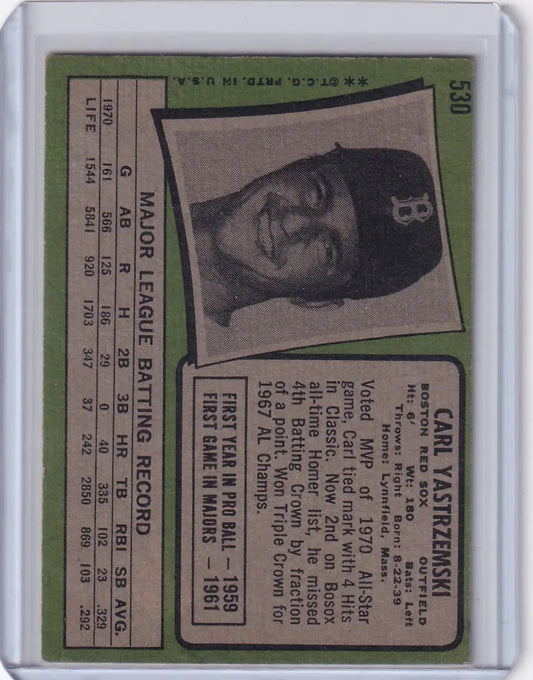 530
CARL YASTRZEMSKI
BOSTON RED SOX OUTFIELD
Ht: 6' Wt: 180 Bats: Left
Throws: Right Born: 8-22-39
Home: Lynnfield, Mass.
Voted MVP of 1970 All-Star
game, Carl tied mark with 4 Hits
in Classic. Now 2nd on Bosox
all-time Homer list, he missed
4th Batting Crown by fraction
of a point. Won Triple Crown for
1967 AL Champs.
FIRST YEAR IN PRO BALL — 1959
FIRST GAME IN MAJORS — 1961
B
**©T.C.G. PRTD. IN U.S.A.
MAJOR LEAGUE BATTING RECORD
G AB R H 2B 3B HR TB RBI SB AVG.
1970 161 566 125 186 29 0 40 335 102 23 .329
LIFE 1544 5841 920 1703 347 37 242 2850 869 103 .292